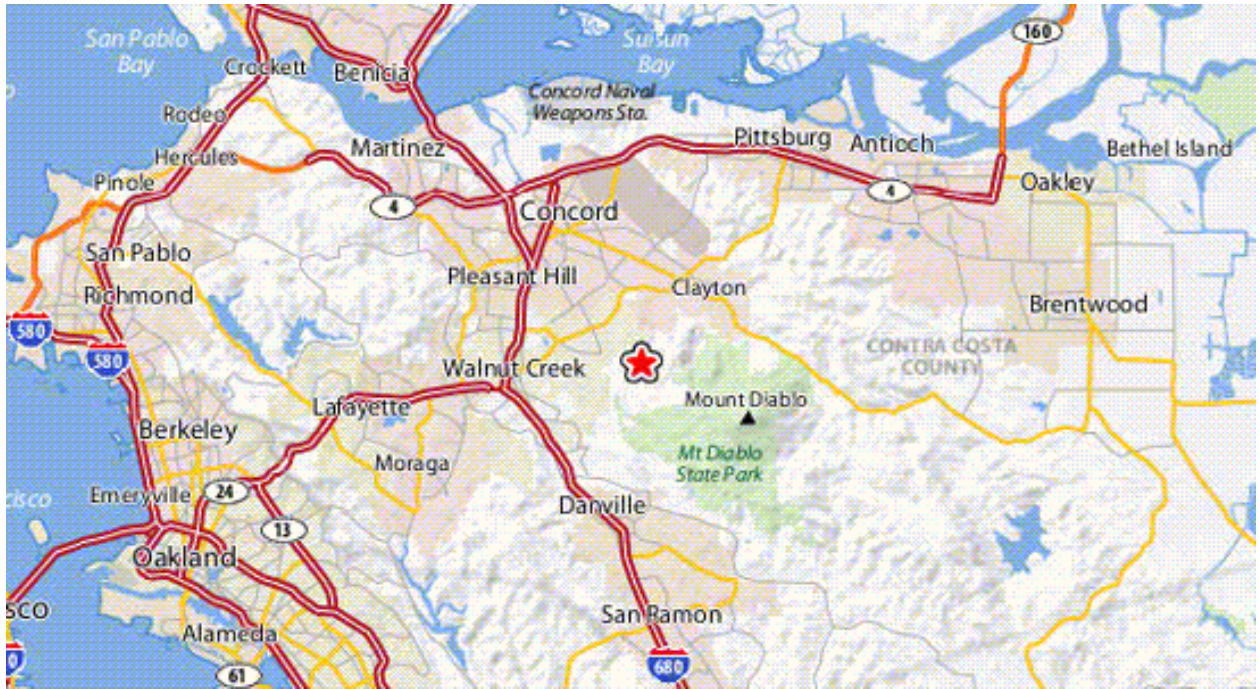 160
San Pablo
Bay
Suisun
Bay
Crockett
Benicia
Concord Naval
Weapons Sta.
Rodeo
Hercules
Martinez
Pittsburg
Antioch
Bethel Island
Pinole
4
4
Oakley
Concord
San Pablo
Pleasant Hill
Clayton
Richmond
Brentwood
580
580
CONTRA COSTA
COUNTY
Walnut Creek
Mount Diablo
Lafayette
Berkeley
Moraga
Mt Diablo
State Park
Emeryville
24
cisco
Danville
13
Oakland
sco
San Ramon
Alameda
680
0
61